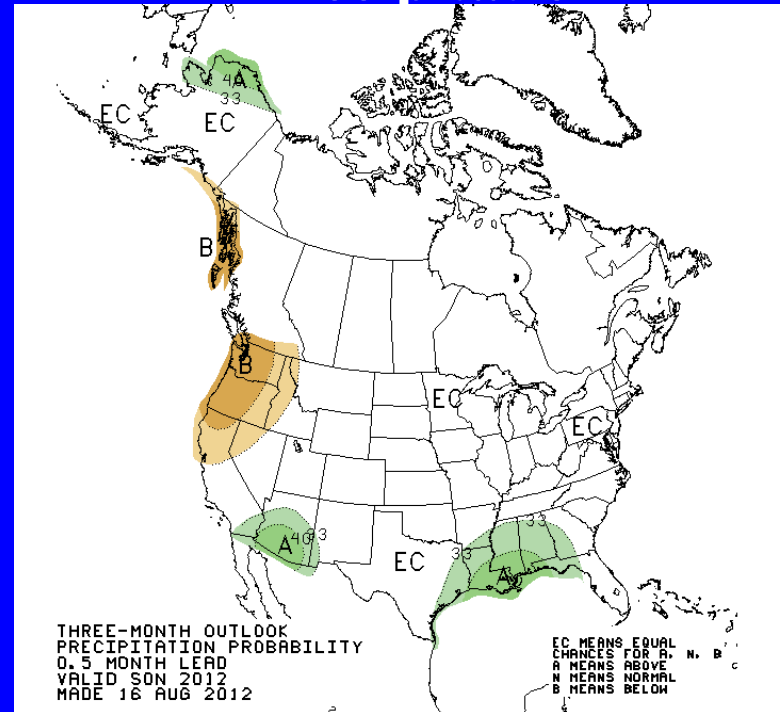 A
40
33
EC
EC
B
B
EC
EC
33
A
40
33
33
EC
A
THREE-MONTH OUTLOOK
PRECIPITATION PROBABILITY
0.5 MONTH LEAD
VALID SON 2012
MADE 16 AUG 2012
EC MEANS EQUAL
CHANCES FOR A, N, B
A MEANS ABOVE
N MEANS NORMAL
B MEANS BELOW